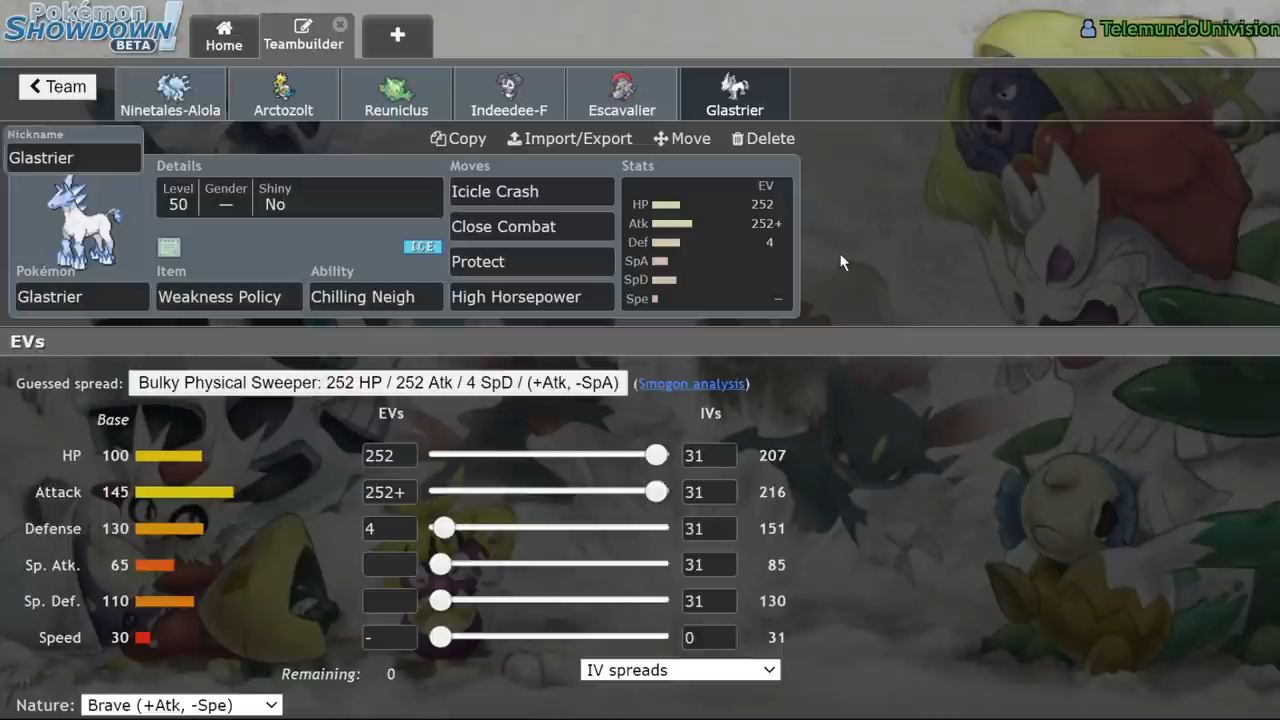 Pokémon
SHOWDOWN!
BETA
Home
Teambuilder
+
TelemundoUnivision
< Team
Ninetales-Alola
Arctozolt
Reuniclus
Indeedee-F
Escavalier
Glastrier
Nickname
Glastrier
Copy
Import/Export
Move
Delete
Details
Level
50
Gender
—
Shiny
No
ICE
Pokémon
Glastrier
Item
Weakness Policy
Ability
Chilling Neigh
Moves
Icicle Crash
Close Combat
Protect
High Horsepower
Stats
EV
HP 252
Atk 252+
Def 4
SpA
SpD
Spe –
EVs
Guessed spread: Bulky Physical Sweeper: 252 HP / 252 Atk / 4 SpD / (+Atk, -SpA) (Smogon analysis)
Base EVs IVs
HP 100 252 31 207
Attack 145 252+ 31 216
Defense 130 4 31 151
Sp. Atk. 65 31 85
Sp. Def. 110 31 130
Speed 30 - 0 31
Remaining: 0
IV spreads
Nature: Brave (+Atk, -Spe)